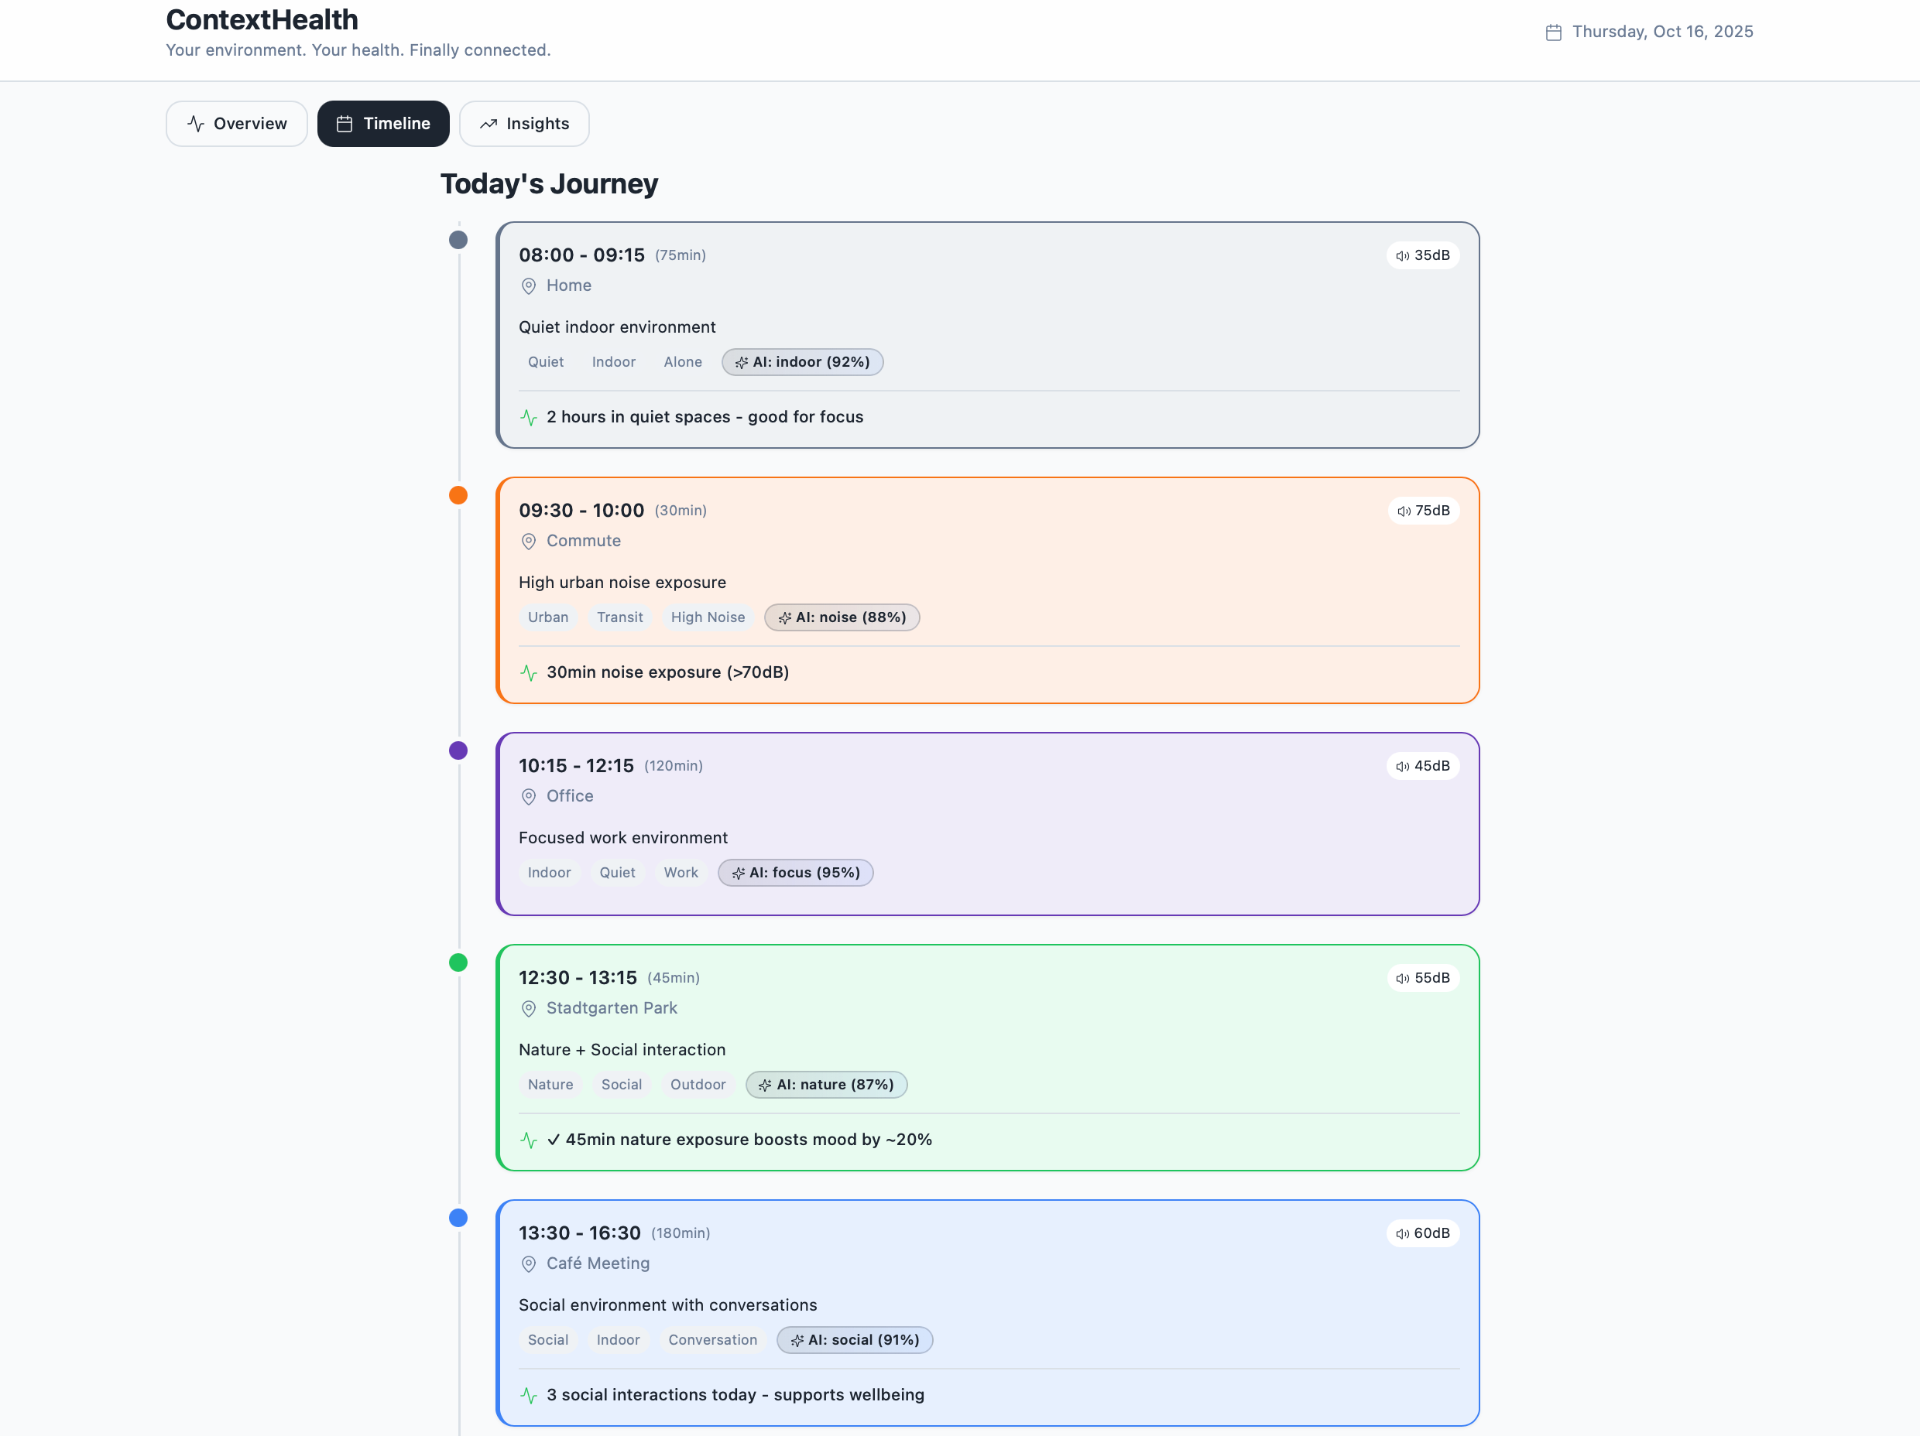 ContextHealth
Your environment. Your health. Finally connected.
Thursday, Oct 16, 2025
Overview
Timeline
Insights
Today's Journey
08:00 - 09:15 (75min)
35dB
Home
Quiet indoor environment
Quiet Indoor Alone AI: indoor (92%)
2 hours in quiet spaces - good for focus
09:30 - 10:00 (30min)
75dB
Commute
High urban noise exposure
Urban Transit High Noise AI: noise (88%)
30min noise exposure (>70dB)
10:15 - 12:15 (120min)
45dB
Office
Focused work environment
Indoor Quiet Work AI: focus (95%)
12:30 - 13:15 (45min)
55dB
Stadtgarten Park
Nature + Social interaction
Nature Social Outdoor AI: nature (87%)
✓ 45min nature exposure boosts mood by ~20%
13:30 - 16:30 (180min)
60dB
Café Meeting
Social environment with conversations
Social Indoor Conversation AI: social (91%)
3 social interactions today - supports wellbeing